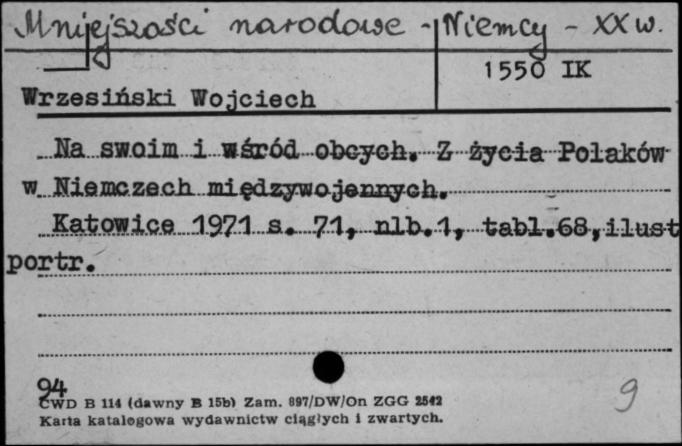 Mniejszości narodowe - Niemcy - XX w.
1550 IK
Wrzesiński Wojciech
Na swoim i wśród obcych. Z życia Polaków
w Niemczech międzywojennych.
Katowice 1971 s. 71, nlb.1, tabl.68,ilust
portr.
94
CWD B 114 (dawny B 15b) Zam. 897/DW/On ZGG 2542
Karta katalogowa wydawnictw ciągłych i zwartych.
9